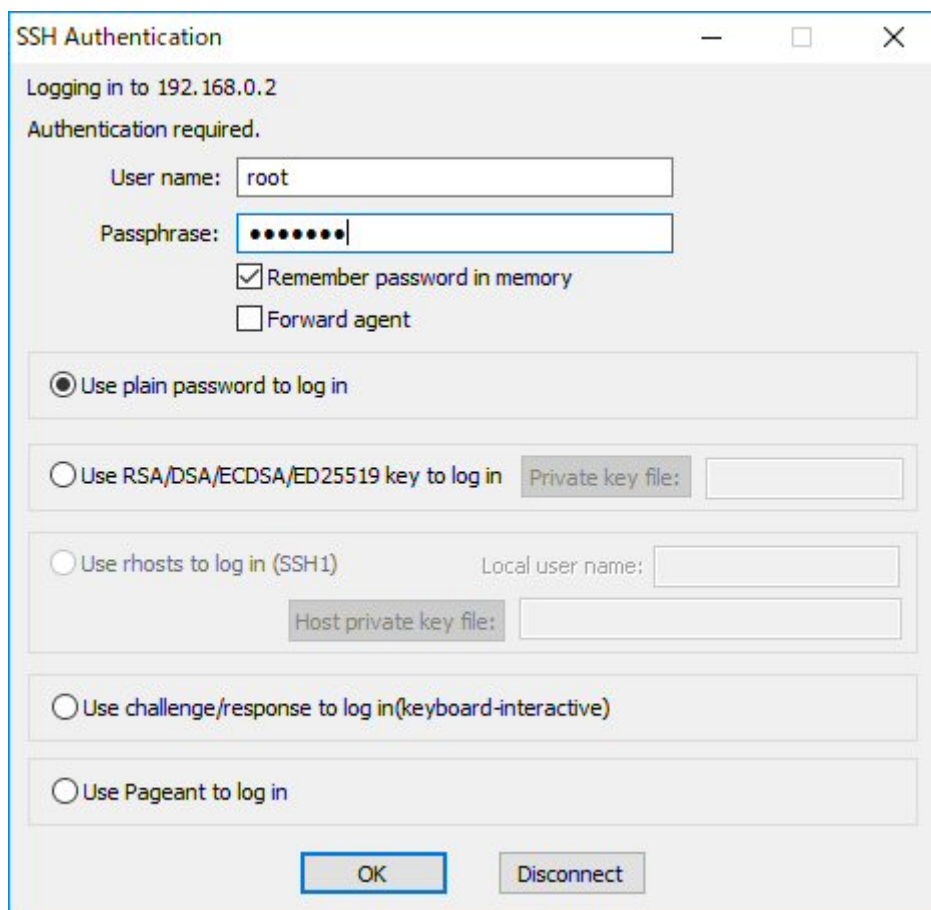 SSH Authentication
Logging in to 192.168.0.2
Authentication required.
User name: root
Passphrase: •••••••
Remember password in memory
Forward agent
Use plain password to log in
Use RSA/DSA/ECDSA/ED25519 key to log in Private key file:
Use rhosts to log in (SSH1) Local user name:
Host private key file:
Use challenge/response to log in(keyboard-interactive)
Use Pageant to log in
OK Disconnect